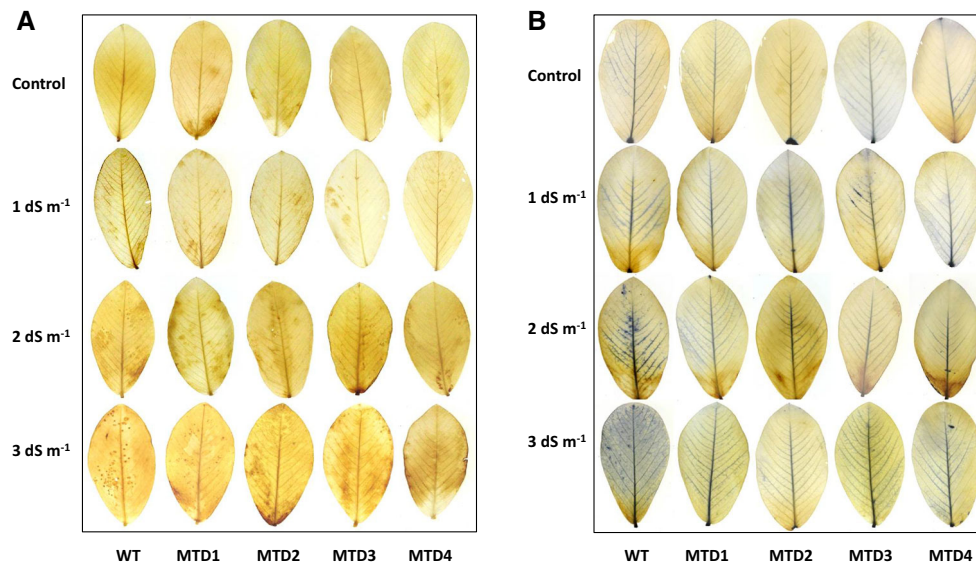 A
Control
1 dS m⁻¹
2 dS m⁻¹
3 dS m⁻¹
WT MTD1 MTD2 MTD3 MTD4
B
Control
1 dS m⁻¹
2 dS m⁻¹
3 dS m⁻¹
WT MTD1 MTD2 MTD3 MTD4